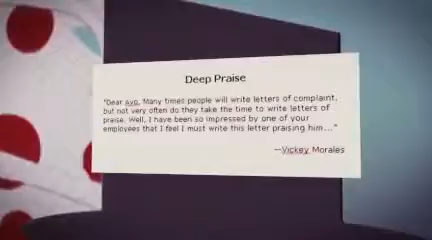 Deep Praise
"Dear ayo, Many times people will write letters of complaint,
but not very often do they take the time to write letters of
praise. Well, I have been so impressed by one of your
employees that I feel I must write this letter praising him..."
--Vickey Morales